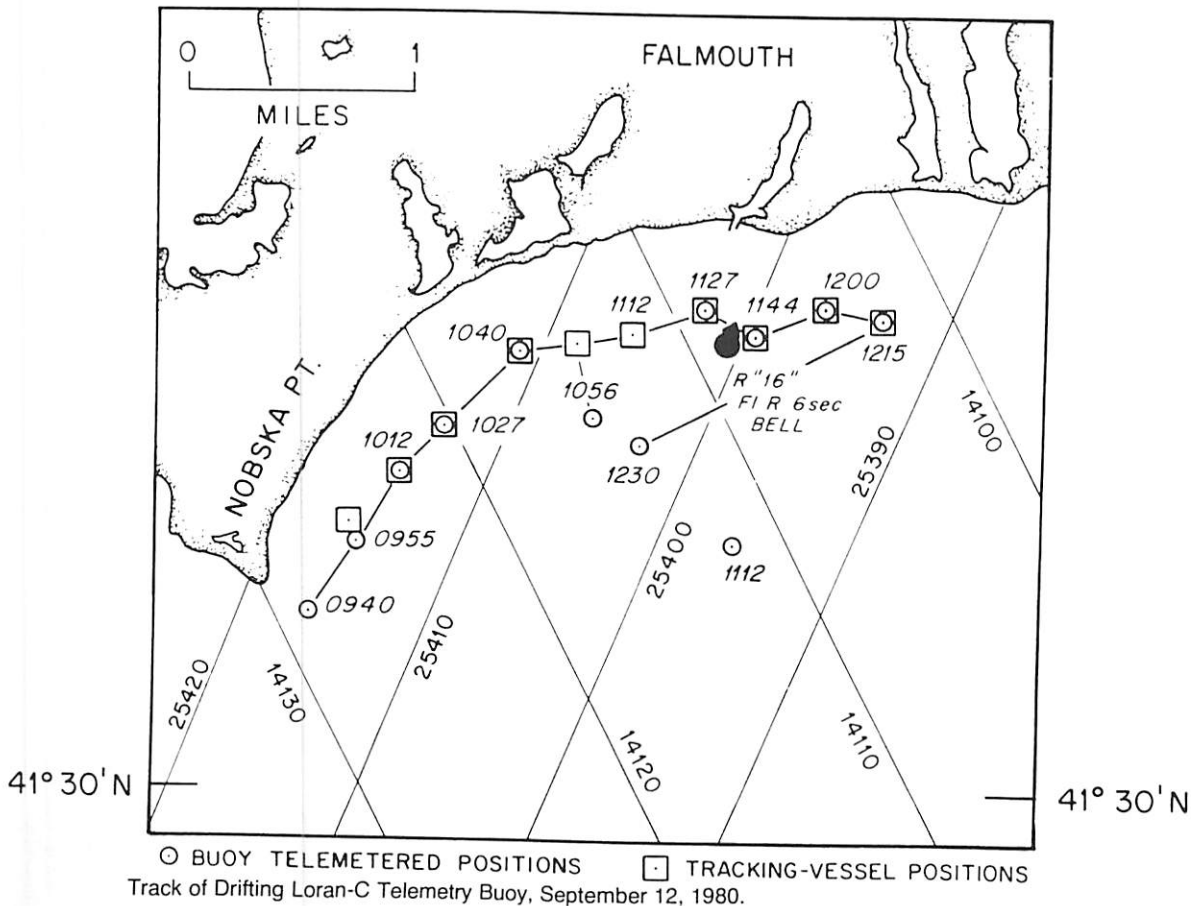 0 1
MILES
FALMOUTH
NOBSKA PT.
1127
1200
1112
1144
1040
1215
1056
R "16"
Fl R 6sec
BELL
1012
1027
1230
0955
1112
0940
14100
25390
25400
25410
25420
14130
14120
14110
41° 30' N
41° 30' N
BUOY TELEMETERED POSITIONS
TRACKING-VESSEL POSITIONS
Track of Drifting Loran-C Telemetry Buoy, September 12, 1980.